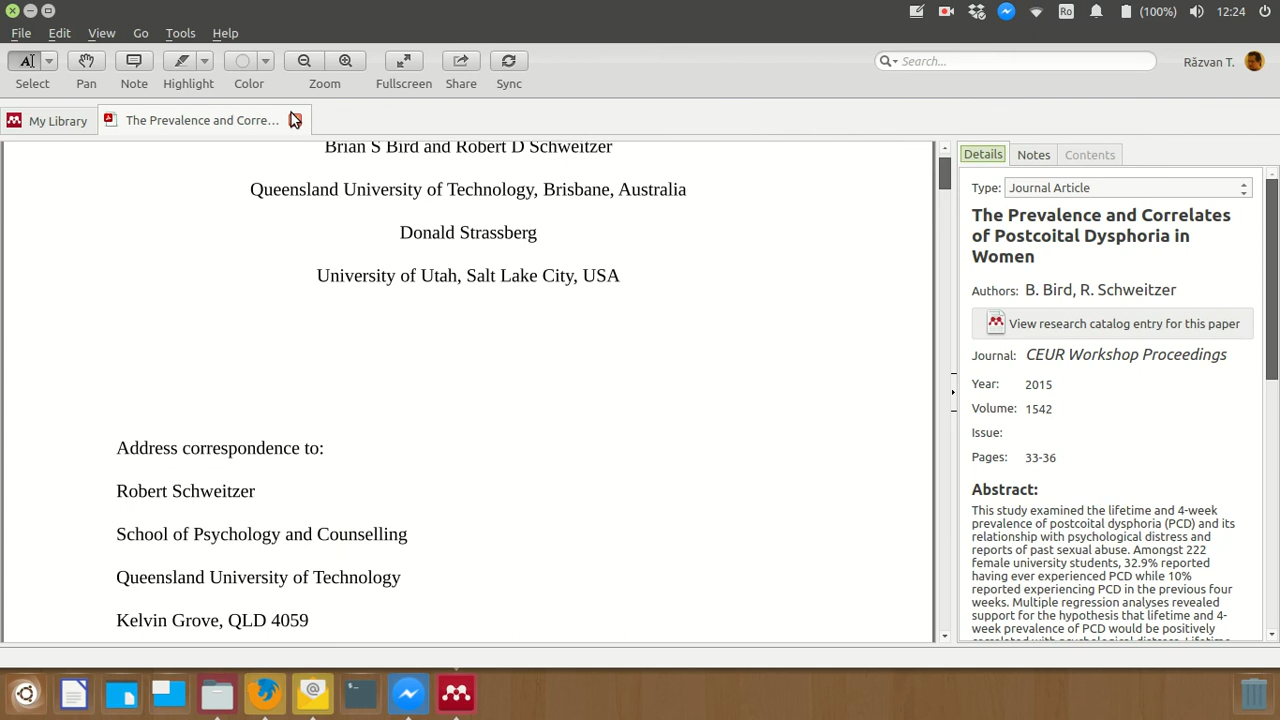 Ro
(100%)
12:24
File Edit View Go Tools Help
Search...
Răzvan T.
Select Pan Note Highlight Color Zoom Fullscreen Share Sync
My Library
The Prevalence and Corre...
Brian S Bird and Robert D Schweitzer
Queensland University of Technology, Brisbane, Australia
Donald Strassberg
University of Utah, Salt Lake City, USA
Address correspondence to:
Robert Schweitzer
School of Psychology and Counselling
Queensland University of Technology
Kelvin Grove, QLD 4059
Details Notes Contents
Type: Journal Article
The Prevalence and Correlates
of Postcoital Dysphoria in
Women
Authors: B. Bird, R. Schweitzer
View research catalog entry for this paper
Journal: CEUR Workshop Proceedings
Year: 2015
Volume: 1542
Issue:
Pages: 33-36
Abstract:
This study examined the lifetime and 4-week
prevalence of postcoital dysphoria (PCD) and its
relationship with psychological distress and
reports of past sexual abuse. Amongst 222
female university students, 32.9% reported
having ever experienced PCD while 10%
reported experiencing PCD in the previous four
weeks. Multiple regression analyses revealed
support for the hypothesis that lifetime and 4-
week prevalence of PCD would be positively
correlated with psychological distress. Lifetime